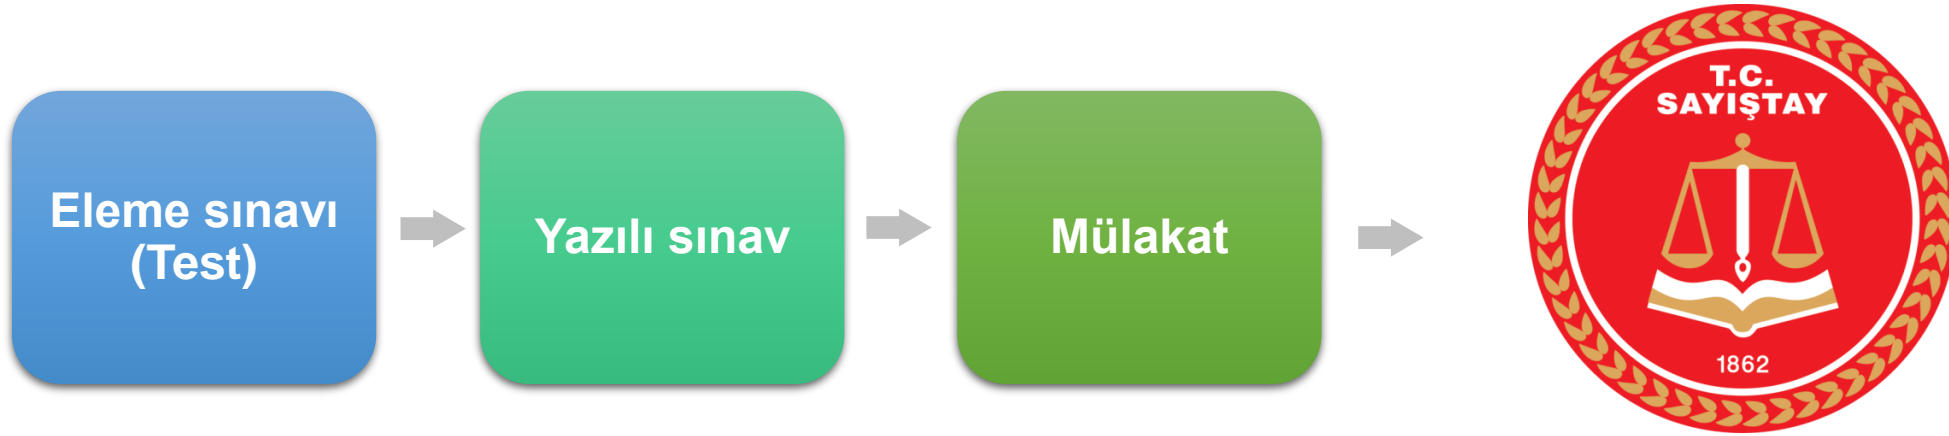 Eleme sınavı
(Test)
Yazılı sınav
Mülakat
T.C.
SAYIŞTAY
1862